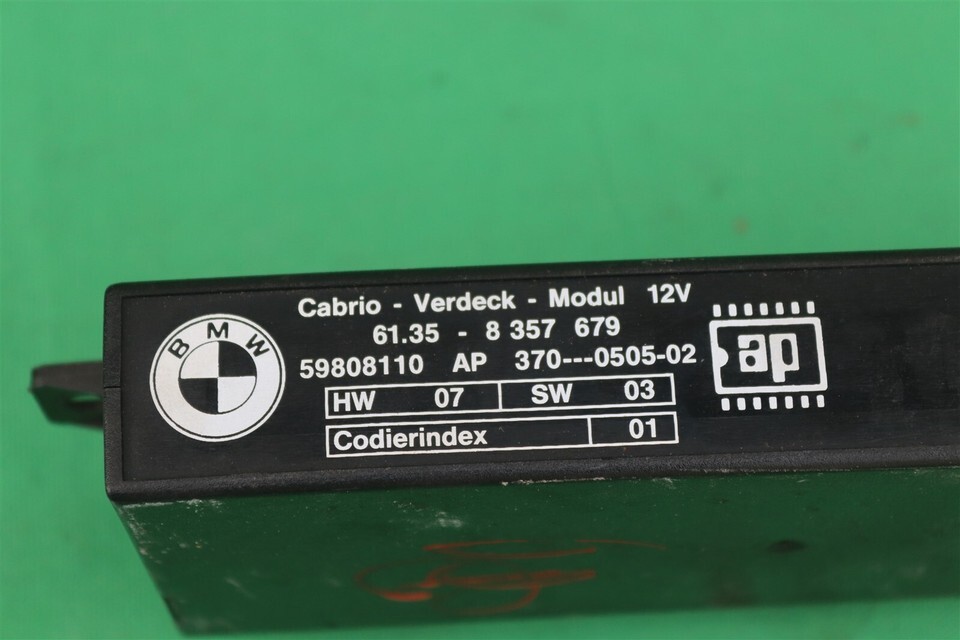 BMW
Cabrio - Verdeck - Modul 12V
61.35 - 8 357 679
59808110 AP 370---0505-02
HW 07 SW 03
Codierindex 01
ap